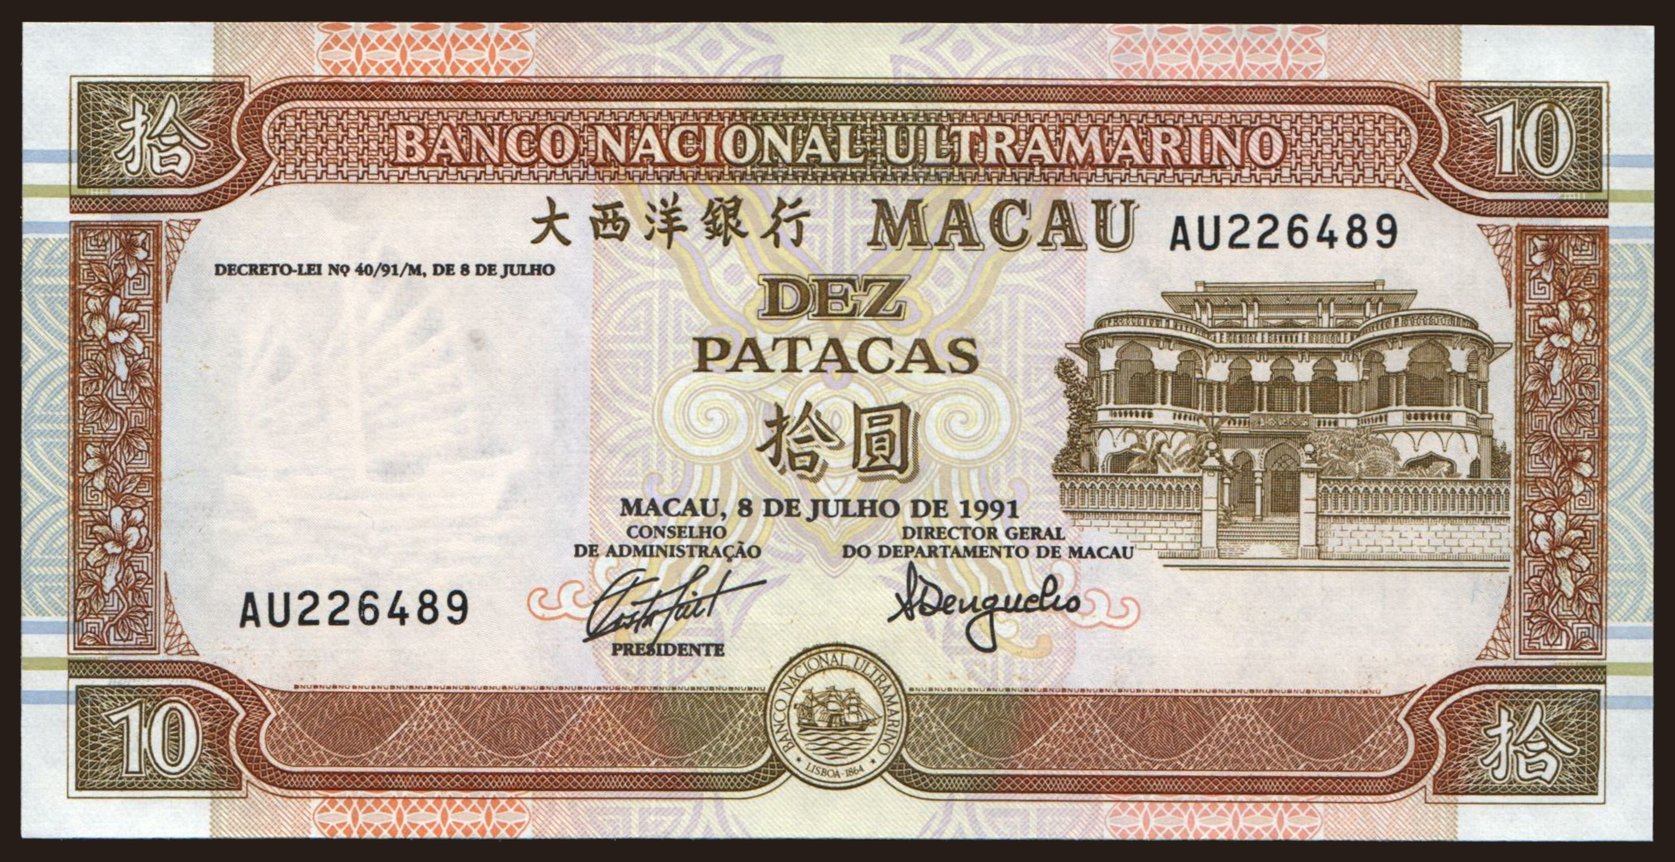 拾
10
BANCO NACIONAL ULTRAMARINO
大西洋銀行 MACAU AU226489
DECRETO-LEI Nº 40/91/M, DE 8 DE JULHO
DEZ
PATACAS
拾圓
MACAU, 8 DE JULHO DE 1991
CONSELHO
DE ADMINISTRAÇÃO
DIRECTOR GERAL
DO DEPARTAMENTO DE MACAU
AU226489
PRESIDENTE
BANCO NACIONAL ULTRAMARINO
LISBOA-1864
10
拾